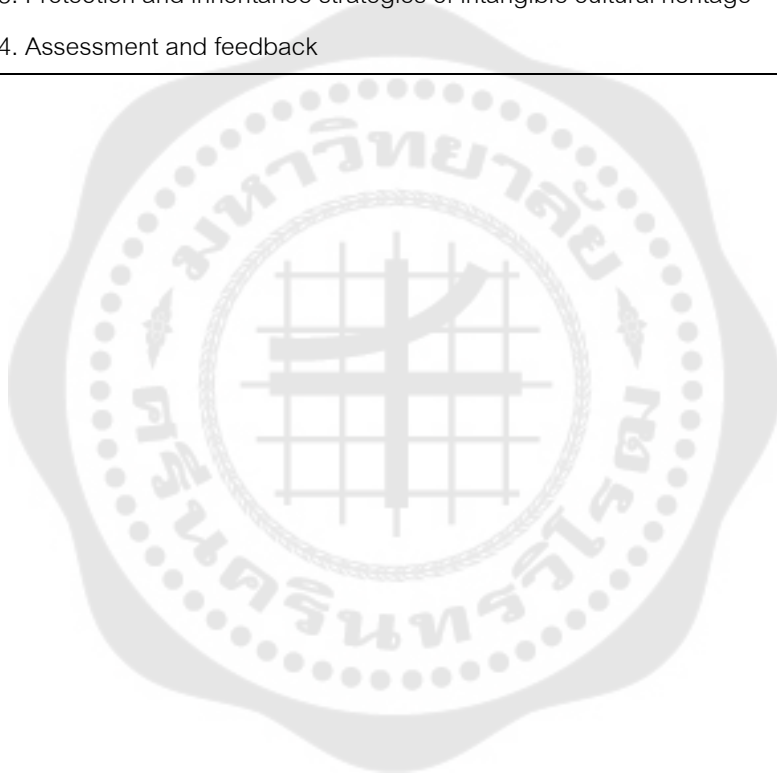 3. Protection and inheritance strategies of intangible cultural heritage
4. Assessment and feedback
มหาวิทยาลัย
ศรีนครินทรวิโรฒ